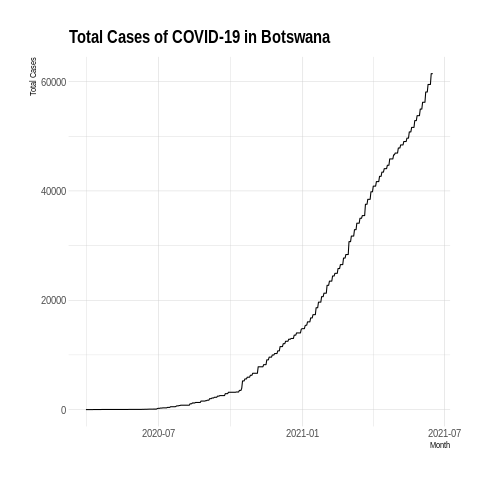 Total Cases of COVID-19 in Botswana
Total Cases
60000
40000
20000
0
2020-07
2021-01
2021-07
Month